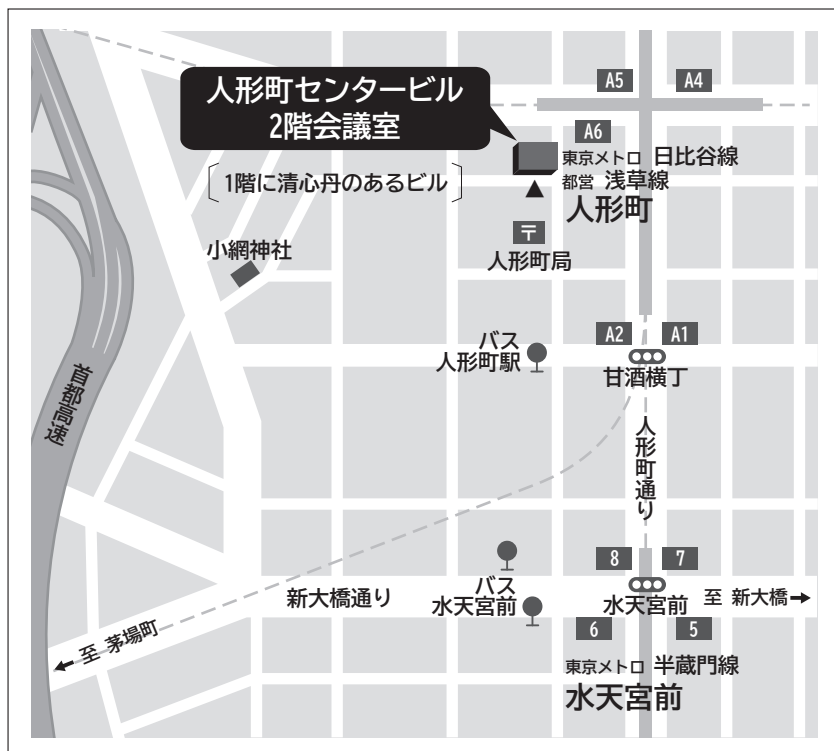 A5
A4
人形町センタービル
2階会議室
A6
東京メトロ 日比谷線
都営 浅草線
人形町
1階に清心丹のあるビル
〒
人形町局
小網神社
A2
A1
バス
人形町駅
甘酒横丁
首都高速
人形町通り
8
7
バス
水天宮前
新大橋通り
水天宮前
至 新大橋→
←至 茅場町
6
5
東京メトロ 半蔵門線
水天宮前